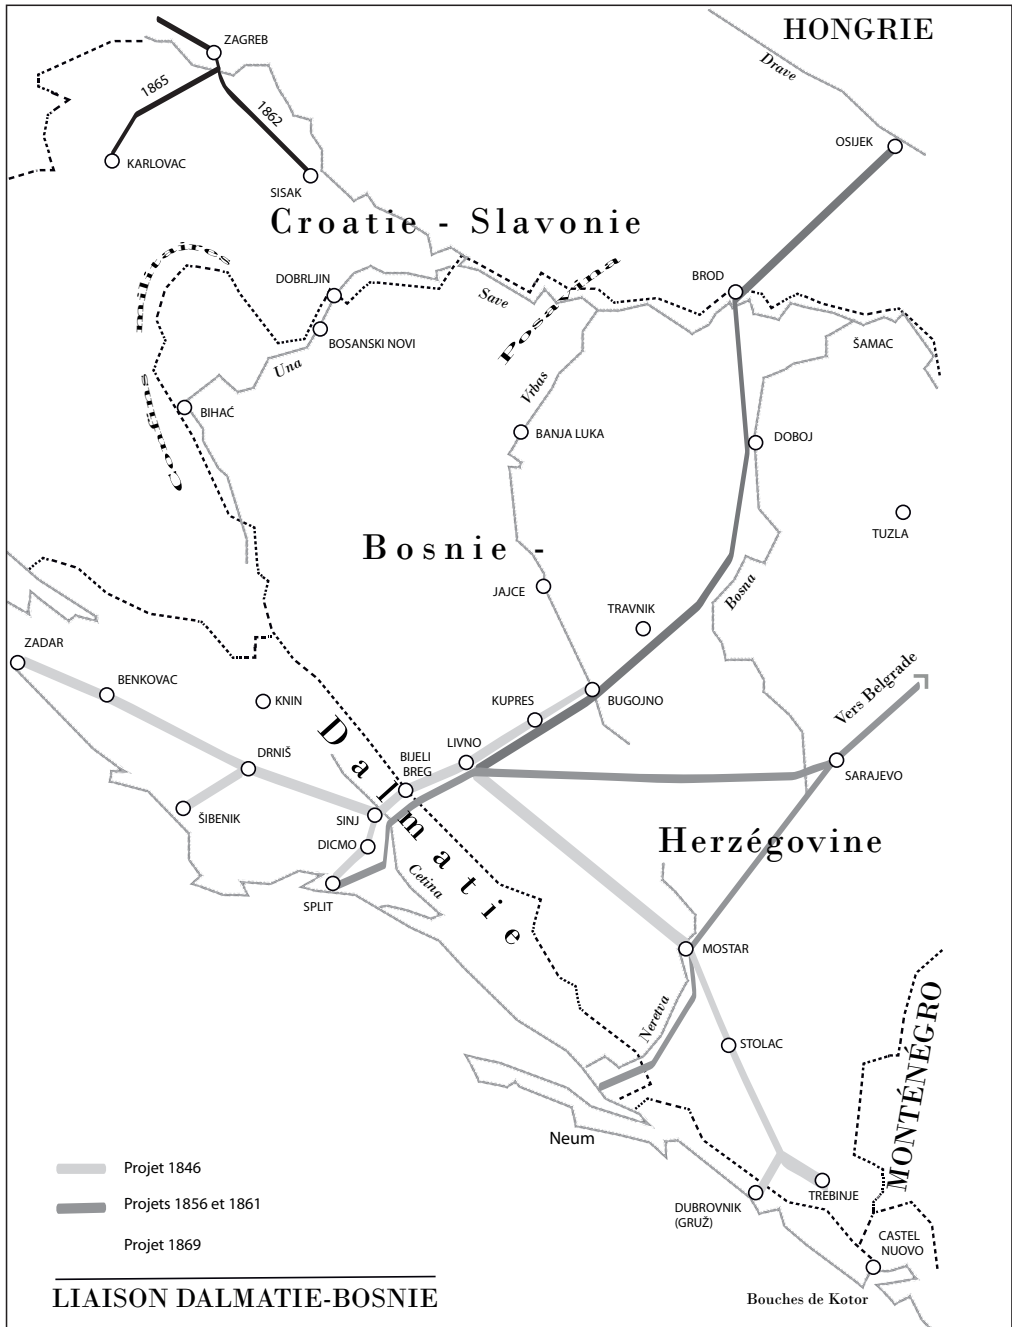 HONGRIE
ZAGREB
Drave
1865
1862
OSIJEK
KARLOVAC
SISAK
Croatie - Slavonie
militaires
DOBRLJIN
Save
Posavina
BROD
BOSANSKI NOVI
Una
ŠAMAC
Vrbas
BIHAĆ
BANJA LUKA
DOBOJ
TUZLA
Bosnie -
JAJCE
Bosna
TRAVNIK
ZADAR
BENKOVAC
KNIN
KUPRES
BUGOJNO
Vers Belgrade
Dalmatie
LIVNO
DRNIŠ
BIJELI
BREG
SARAJEVO
ŠIBENIK
SINJ
DICMO
Herzégovine
Cetina
SPLIT
MOSTAR
Neretva
STOLAC
MONTÉNÉGRO
Neum
Projet 1846
TREBINJE
Projets 1856 et 1861
DUBROVNIK
(GRUŽ)
Projet 1869
CASTEL
NUOVO
LIAISON DALMATIE-BOSNIE
Bouches de Kotor